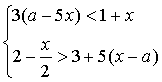 3(a − 5x) < 1 + x
2 − x/2 > 3 + 5(x − a)